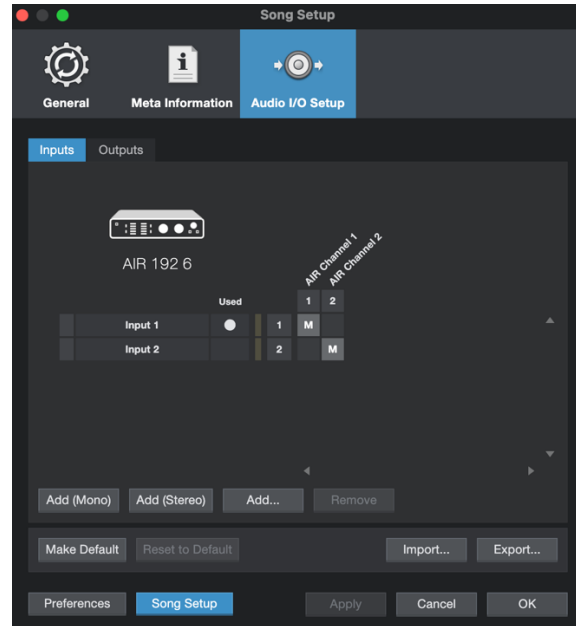 Song Setup
General Meta Information Audio I/O Setup
Inputs Outputs
AIR 192 6
AIR Channel 1
AIR Channel 2
Used 1 2
Input 1 1 M
Input 2 2 M
Add (Mono) Add (Stereo) Add... Remove
Make Default Reset to Default Import... Export...
Preferences Song Setup Apply Cancel OK